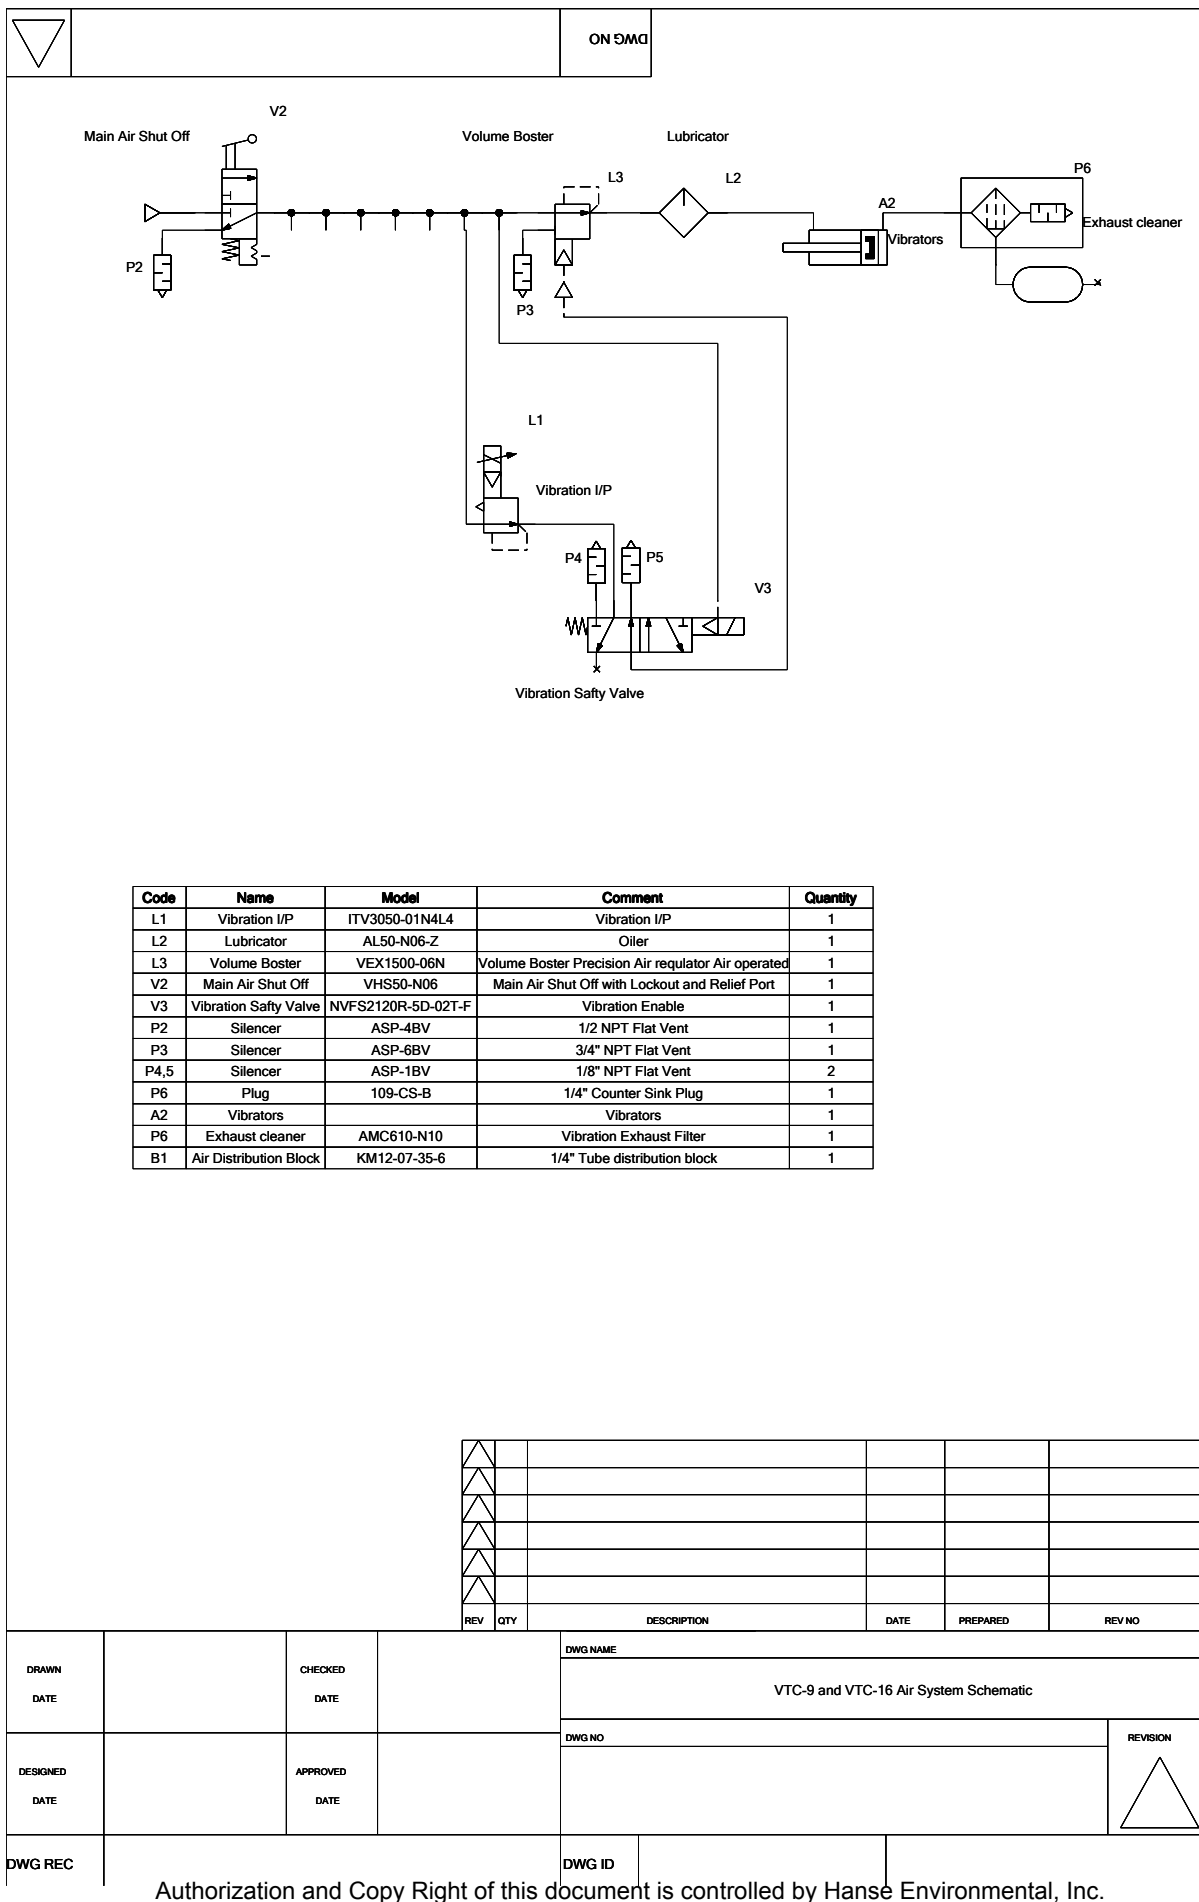 DWG NO
V2
Main Air Shut Off
Volume Boster
Lubricator
P6
L3
L2
A2
Exhaust cleaner
Vibrators
P2
P3
L1
Vibration I/P
P4
P5
V3
Vibration Safty Valve
Code Name Model Comment Quantity
L1 Vibration I/P ITV3050-01N4L4 Vibration I/P 1
L2 Lubricator AL50-N06-Z Oiler 1
L3 Volume Boster VEX1500-06N Volume Boster Precision Air requlator Air operated 1
V2 Main Air Shut Off VHS50-N06 Main Air Shut Off with Lockout and Relief Port 1
V3 Vibration Safty Valve NVFS2120R-5D-02T-F Vibration Enable 1
P2 Silencer ASP-4BV 1/2 NPT Flat Vent 1
P3 Silencer ASP-6BV 3/4" NPT Flat Vent 1
P4,5 Silencer ASP-1BV 1/8" NPT Flat Vent 2
P6 Plug 109-CS-B 1/4" Counter Sink Plug 1
A2 Vibrators Vibrators 1
P6 Exhaust cleaner AMC610-N10 Vibration Exhaust Filter 1
B1 Air Distribution Block KM12-07-35-6 1/4" Tube distribution block 1
REV QTY DESCRIPTION DATE PREPARED REV NO
DRAWN
DATE
CHECKED
DATE
DWG NAME
VTC-9 and VTC-16 Air System Schematic
DESIGNED
DATE
APPROVED
DATE
DWG NO
REVISION
DWG REC
DWG ID
Authorization and Copy Right of this document is controlled by Hanse Environmental, Inc.